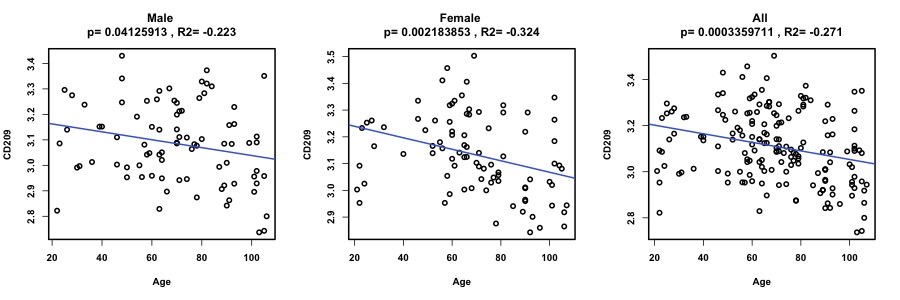 Male
p= 0.04125913 , R2= -0.223
CD209
3.4
3.3
3.2
3.1
3.0
2.9
2.8
20 40 60 80 100
Age
Female
p= 0.002183853 , R2= -0.324
CD209
3.5
3.4
3.3
3.2
3.1
3.0
2.9
20 40 60 80 100
Age
All
p= 0.0003359711 , R2= -0.271
CD209
3.4
3.2
3.0
2.8
20 40 60 80 100
Age